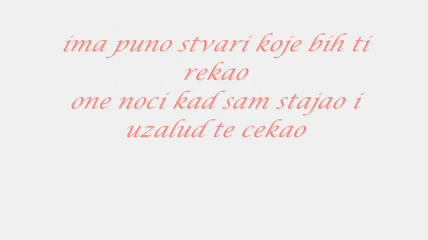 ima puno stvari koje bih ti
rekao
one noci kad sam stajao i
uzalud te cekao